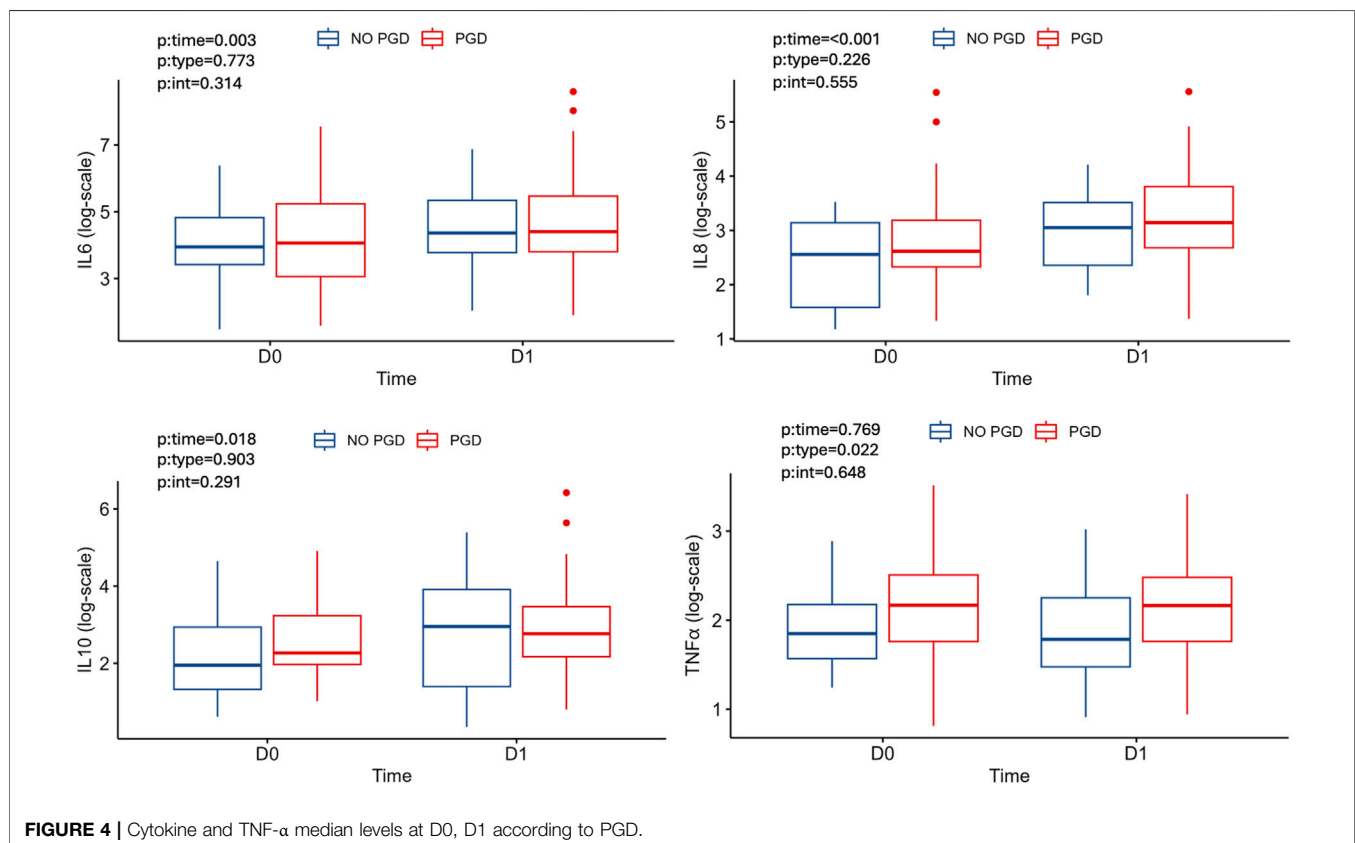 p:time=0.003
p:type=0.773
p:int=0.314
NO PGD PGD
IL6 (log-scale)
7
5
3
D0 D1
Time
p:time=<0.001
p:type=0.226
p:int=0.555
NO PGD PGD
IL8 (log-scale)
5
4
3
2
1
D0 D1
Time
p:time=0.018
p:type=0.903
p:int=0.291
NO PGD PGD
IL10 (log-scale)
6
4
2
D0 D1
Time
p:time=0.769
p:type=0.022
p:int=0.648
NO PGD PGD
TNFα (log-scale)
3
2
1
D0 D1
Time
FIGURE 4 | Cytokine and TNF-α median levels at D0, D1 according to PGD.